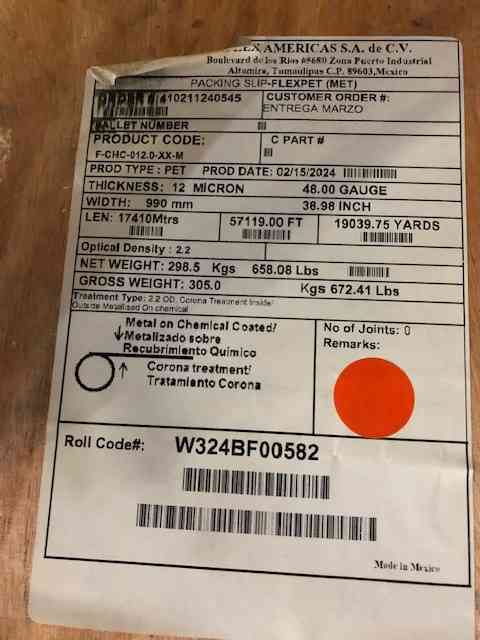 LEX AMERICAS S.A. de C.V.
Boulevard de los Rios #5680 Zona Puerto Industrial
Altamira, Tamaulipas C.P. 89603,Mexico
PACKING SLIP-FLEXPET (MET)
ORDER # 410211240545
CUSTOMER ORDER #:
ENTREGA MARZO
PALLET NUMBER
PRODUCT CODE:
C PART #
F-CHC-012.0-XX-M
PROD TYPE : PET PROD DATE: 02/15/2024
THICKNESS: 12 MICRON 48.00 GAUGE
WIDTH: 990 mm 38.98 INCH
LEN: 17410Mtrs 57119.00 FT 19039.75 YARDS
Optical Density : 2.2
NET WEIGHT: 298.5 Kgs 658.08 Lbs
GROSS WEIGHT: 305.0 Kgs 672.41 Lbs
Treatment Type: 2.2 OD, Corona Treatment Inside/
Outside Metalised On chemical
Metal on Chemical Coated/
Metalizado sobre
Recubrimiento Quimico
Corona treatment/
Tratamiento Corona
No of Joints: 0
Remarks:
Roll Code#: W324BF00582
Made in Mexico